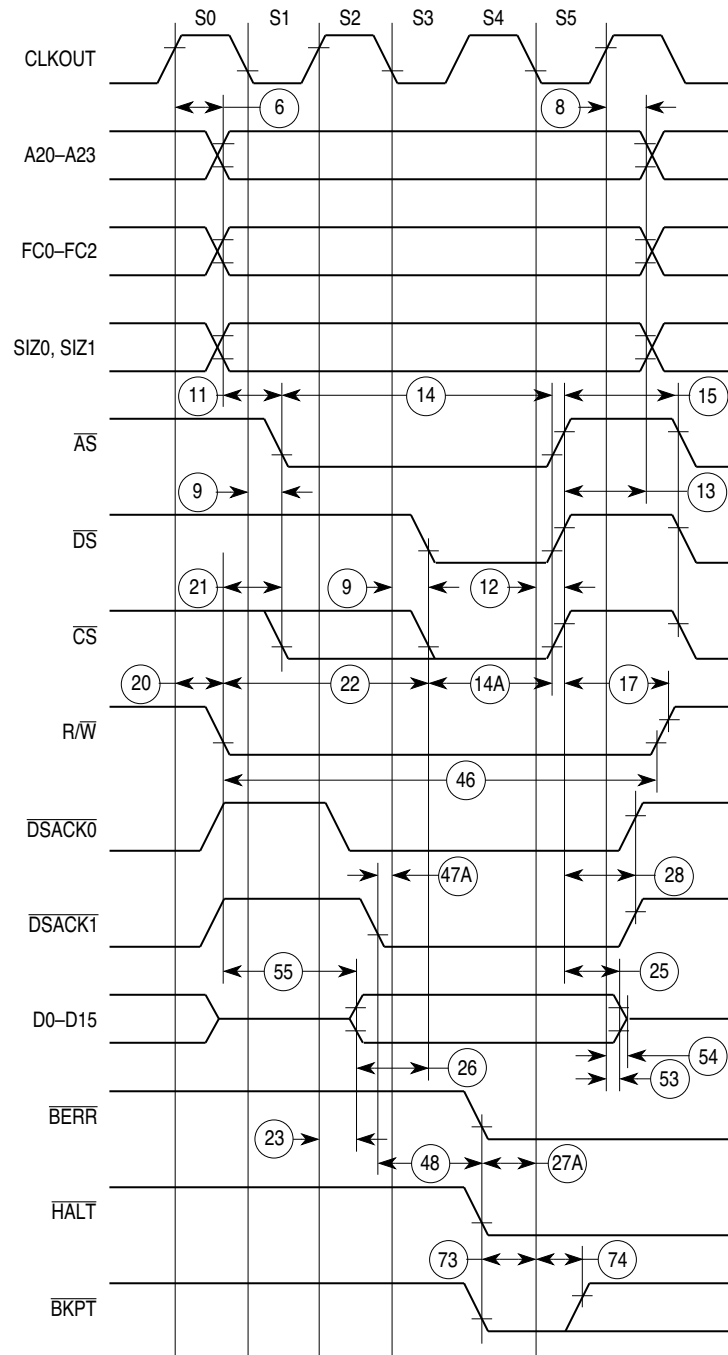 S0 S1 S2 S3 S4 S5
CLKOUT
6 8
A20–A23
FC0–FC2
SIZ0, SIZ1
11 14 15
AS
9 13
DS
21 9 12
CS
20 22 14A 17
R/W
46
DSACK0
47A 28
DSACK1
55 25
D0–D15
54
26 53
BERR
23
48 27A
HALT
73 74
BKPT